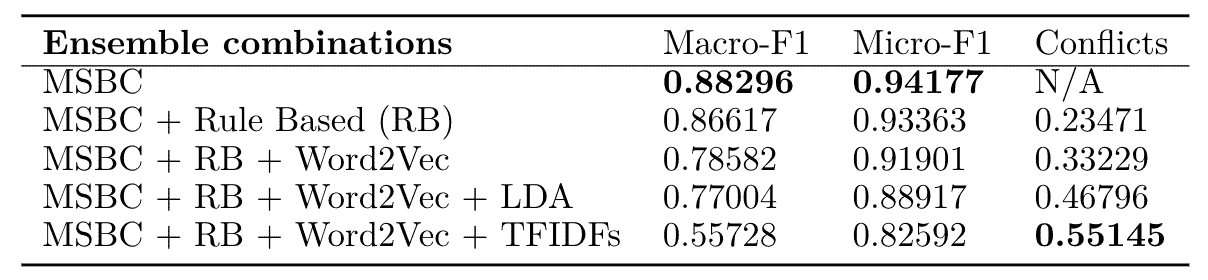 Ensemble combinations Macro-F1 Micro-F1 Conflicts
MSBC 0.88296 0.94177 N/A
MSBC + Rule Based (RB) 0.86617 0.93363 0.23471
MSBC + RB + Word2Vec 0.78582 0.91901 0.33229
MSBC + RB + Word2Vec + LDA 0.77004 0.88917 0.46796
MSBC + RB + Word2Vec + TFIDFs 0.55728 0.82592 0.55145